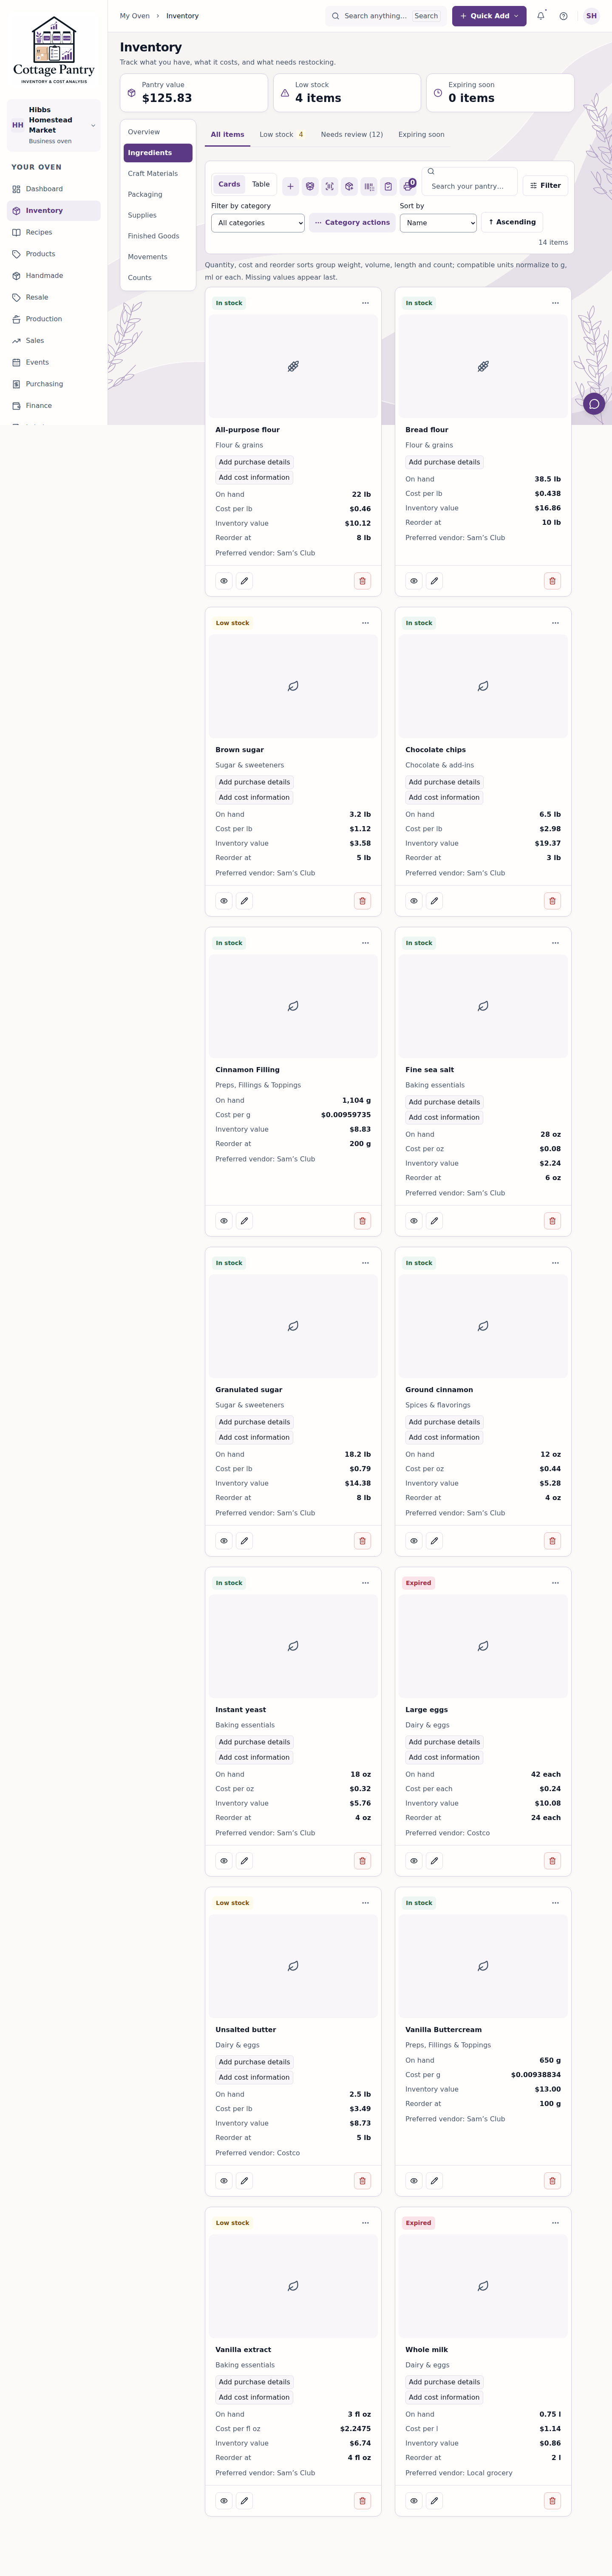 Cottage Pantry
INVENTORY & COST ANALYSIS
HH
Hibbs
Homestead
Market
Business oven
YOUR OVEN
Dashboard
Inventory
Recipes
Products
Handmade
Resale
Production
Sales
Events
Purchasing
Finance
My Oven > Inventory
Search anything... Search
+ Quick Add
SH
Inventory
Track what you have, what it costs, and what needs restocking.
Pantry value
$125.83
Low stock
4 items
Expiring soon
0 items
Overview
Ingredients
Craft Materials
Packaging
Supplies
Finished Goods
Movements
Counts
All items Low stock 4 Needs review (12) Expiring soon
Cards Table
0
Search your pantry...
Filter
Filter by category
All categories
··· Category actions
Sort by
Name
↑ Ascending
14 items
Quantity, cost and reorder sorts group weight, volume, length and count; compatible units normalize to g,
ml or each. Missing values appear last.
In stock
All-purpose flour
Flour & grains
Add purchase details
Add cost information
On hand 22 lb
Cost per lb $0.46
Inventory value $10.12
Reorder at 8 lb
Preferred vendor: Sam's Club
In stock
Bread flour
Flour & grains
Add purchase details
On hand 38.5 lb
Cost per lb $0.438
Inventory value $16.86
Reorder at 10 lb
Preferred vendor: Sam's Club
Low stock
Brown sugar
Sugar & sweeteners
Add purchase details
Add cost information
On hand 3.2 lb
Cost per lb $1.12
Inventory value $3.58
Reorder at 5 lb
Preferred vendor: Sam's Club
In stock
Chocolate chips
Chocolate & add-ins
Add purchase details
Add cost information
On hand 6.5 lb
Cost per lb $2.98
Inventory value $19.37
Reorder at 3 lb
Preferred vendor: Sam's Club
In stock
Cinnamon Filling
Preps, Fillings & Toppings
On hand 1,104 g
Cost per g $0.00959735
Inventory value $8.83
Reorder at 200 g
Preferred vendor: Sam's Club
In stock
Fine sea salt
Baking essentials
Add purchase details
Add cost information
On hand 28 oz
Cost per oz $0.08
Inventory value $2.24
Reorder at 6 oz
Preferred vendor: Sam's Club
In stock
Granulated sugar
Sugar & sweeteners
Add purchase details
Add cost information
On hand 18.2 lb
Cost per lb $0.79
Inventory value $14.38
Reorder at 8 lb
Preferred vendor: Sam's Club
In stock
Ground cinnamon
Spices & flavorings
Add purchase details
Add cost information
On hand 12 oz
Cost per oz $0.44
Inventory value $5.28
Reorder at 4 oz
Preferred vendor: Sam's Club
In stock
Instant yeast
Baking essentials
Add purchase details
Add cost information
On hand 18 oz
Cost per oz $0.32
Inventory value $5.76
Reorder at 4 oz
Preferred vendor: Sam's Club
Expired
Large eggs
Dairy & eggs
Add purchase details
Add cost information
On hand 42 each
Cost per each $0.24
Inventory value $10.08
Reorder at 24 each
Preferred vendor: Costco
Low stock
Unsalted butter
Dairy & eggs
Add purchase details
Add cost information
On hand 2.5 lb
Cost per lb $3.49
Inventory value $8.73
Reorder at 5 lb
Preferred vendor: Costco
In stock
Vanilla Buttercream
Preps, Fillings & Toppings
On hand 650 g
Cost per g $0.00938834
Inventory value $13.00
Reorder at 100 g
Preferred vendor: Sam's Club
Low stock
Vanilla extract
Baking essentials
Add purchase details
Add cost information
On hand 3 fl oz
Cost per fl oz $2.2475
Inventory value $6.74
Reorder at 4 fl oz
Preferred vendor: Sam's Club
Expired
Whole milk
Dairy & eggs
Add purchase details
Add cost information
On hand 0.75 l
Cost per l $1.14
Inventory value $0.86
Reorder at 2 l
Preferred vendor: Local grocery